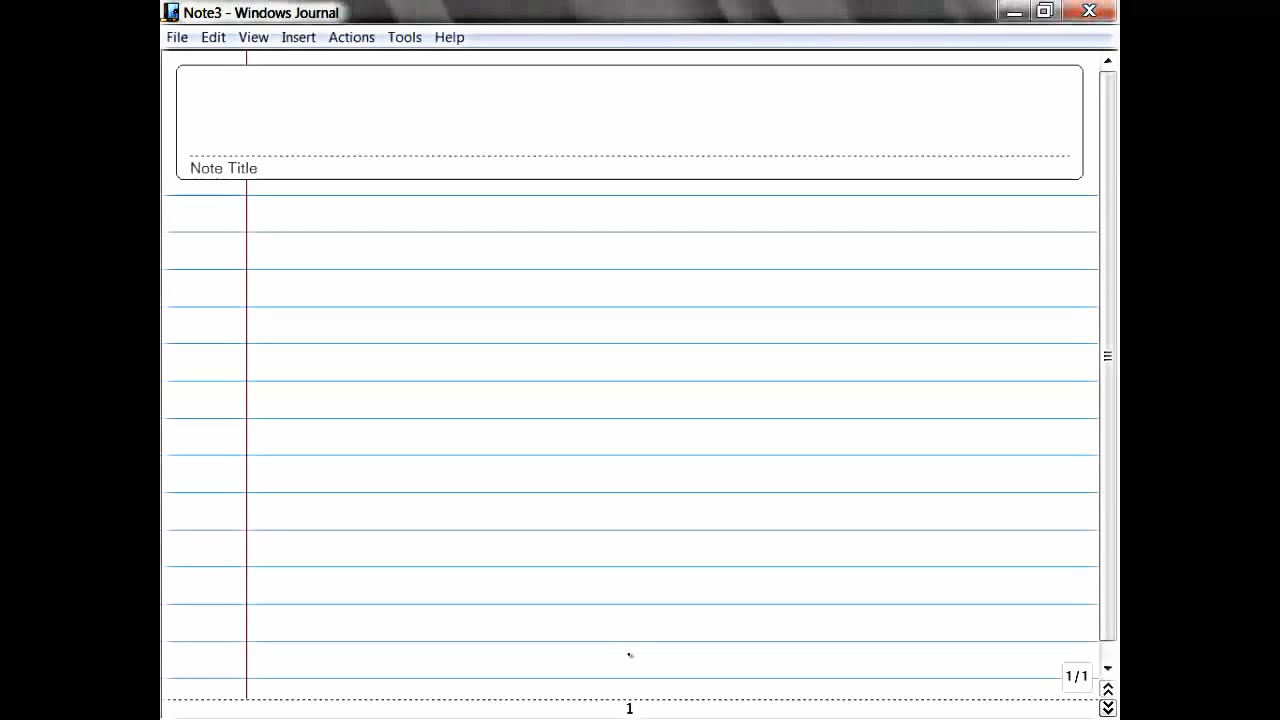 Note3 - Windows Journal
File Edit View Insert Actions Tools Help
Note Title
1/1
1